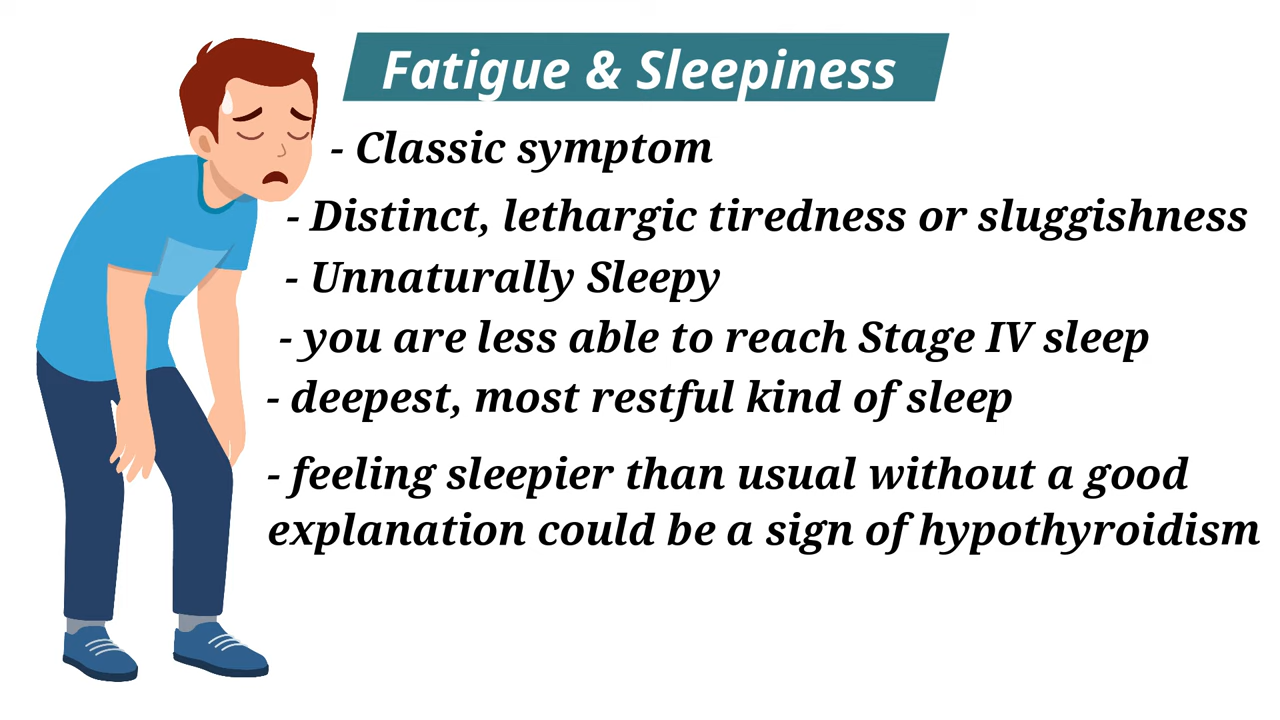 Fatigue & Sleepiness
- Classic symptom
- Distinct, lethargic tiredness or sluggishness
- Unnaturally Sleepy
- you are less able to reach Stage IV sleep
- deepest, most restful kind of sleep
- feeling sleepier than usual without a good
explanation could be a sign of hypothyroidism